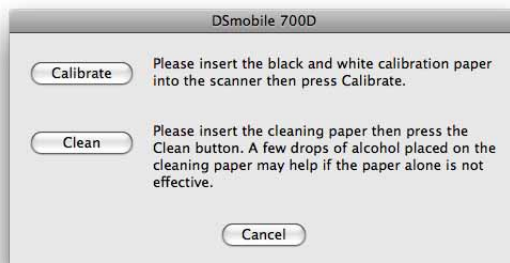 DSmobile 700D
Calibrate
Please insert the black and white calibration paper
into the scanner then press Calibrate.
Clean
Please insert the cleaning paper then press the
Clean button. A few drops of alcohol placed on the
cleaning paper may help if the paper alone is not
effective.
Cancel